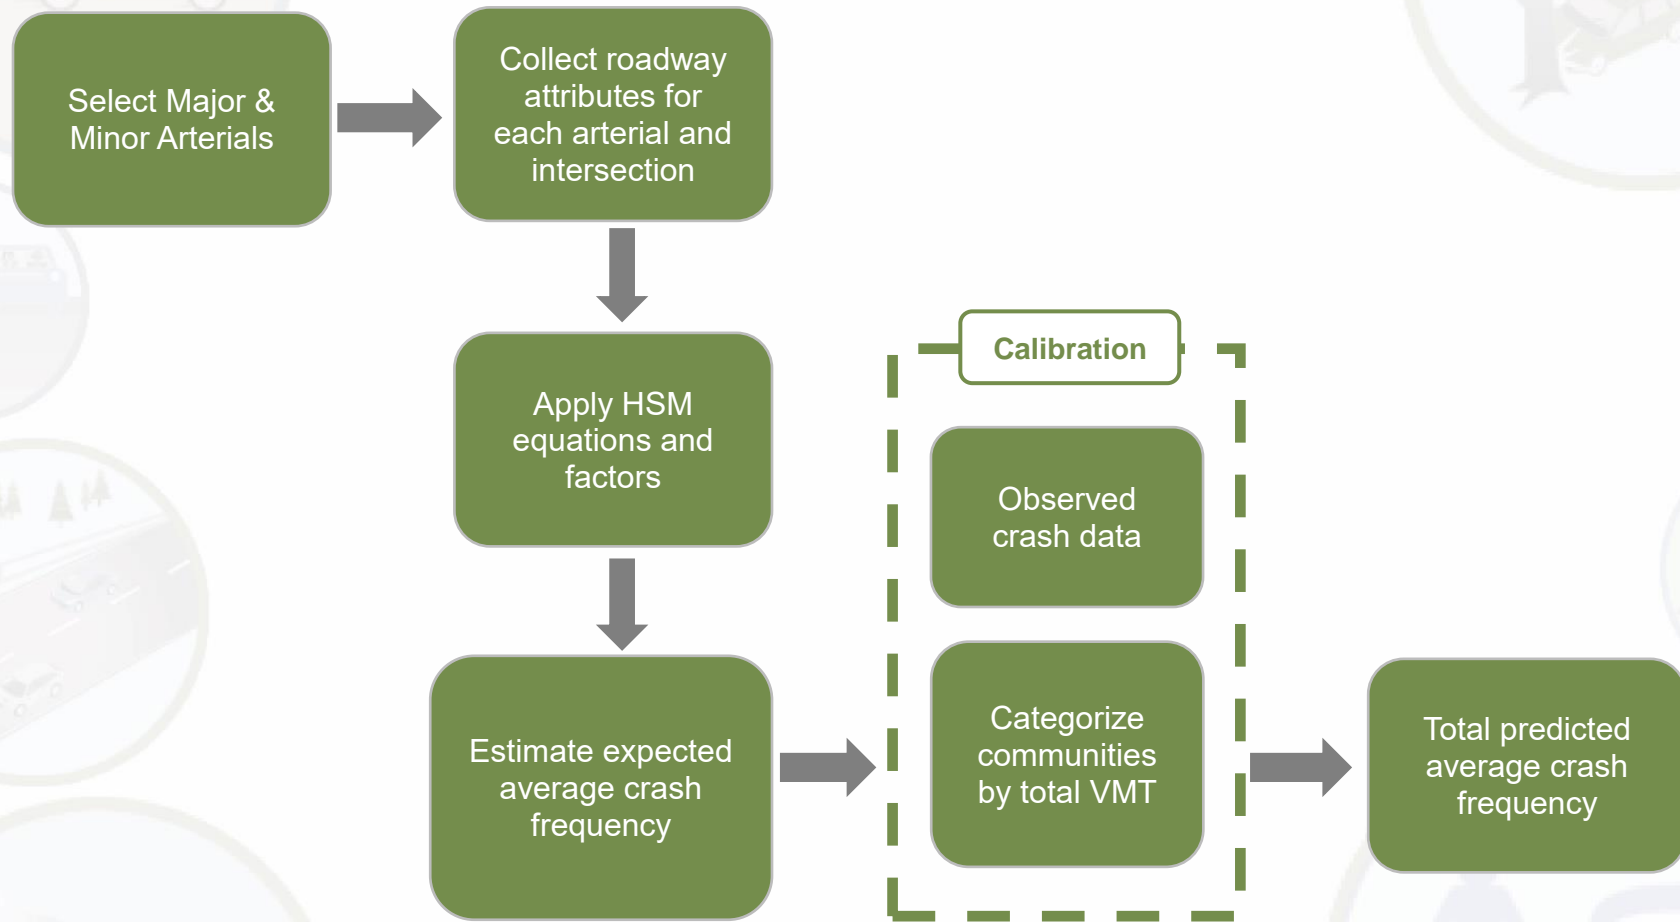 Select Major &
Minor Arterials
Collect roadway
attributes for
each arterial and
intersection
Apply HSM
equations and
factors
Estimate expected
average crash
frequency
Calibration
Observed
crash data
Categorize
communities
by total VMT
Total predicted
average crash
frequency